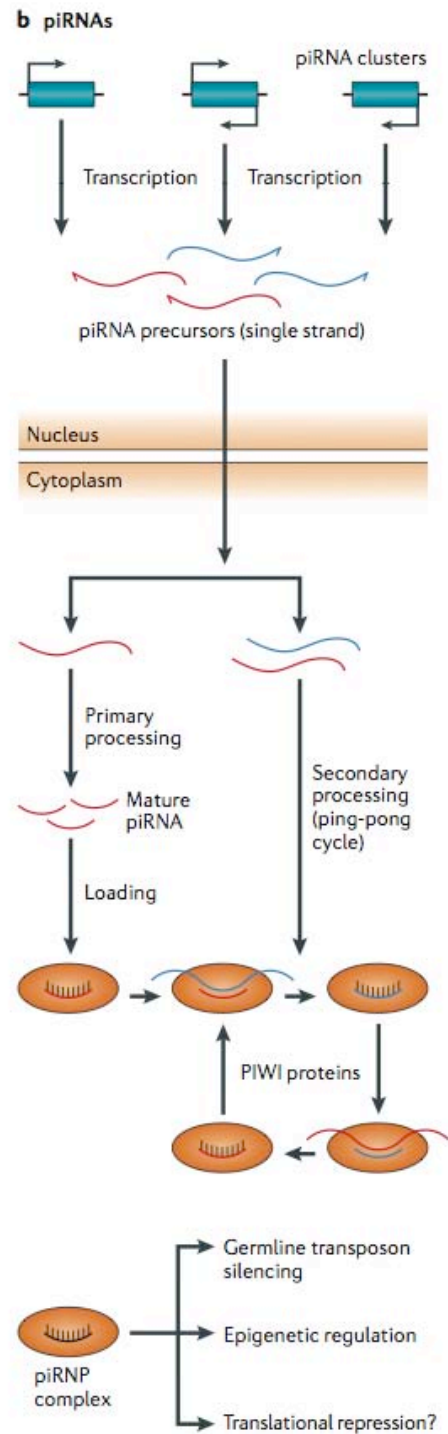 b piRNAs
piRNA clusters
Transcription
Transcription
piRNA precursors (single strand)
Nucleus
Cytoplasm
Primary
processing
Mature
piRNA
Secondary
processing
(ping-pong
cycle)
Loading
PIWI proteins
Germline transposon
silencing
Epigenetic regulation
piRNP
complex
Translational repression?